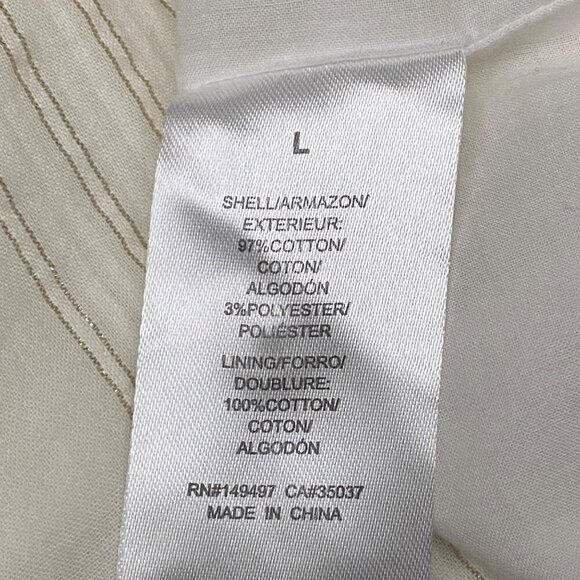 L
SHELL/ARMAZON/
EXTERIEUR:
97%COTTON/
COTON/
ALGODÓN
3%POLYESTER/
POLIÉSTER
LINING/FORRO/
DOUBLURE:
100%COTTON/
COTON/
ALGODÓN
RN#149497 CA#35037
MADE IN CHINA